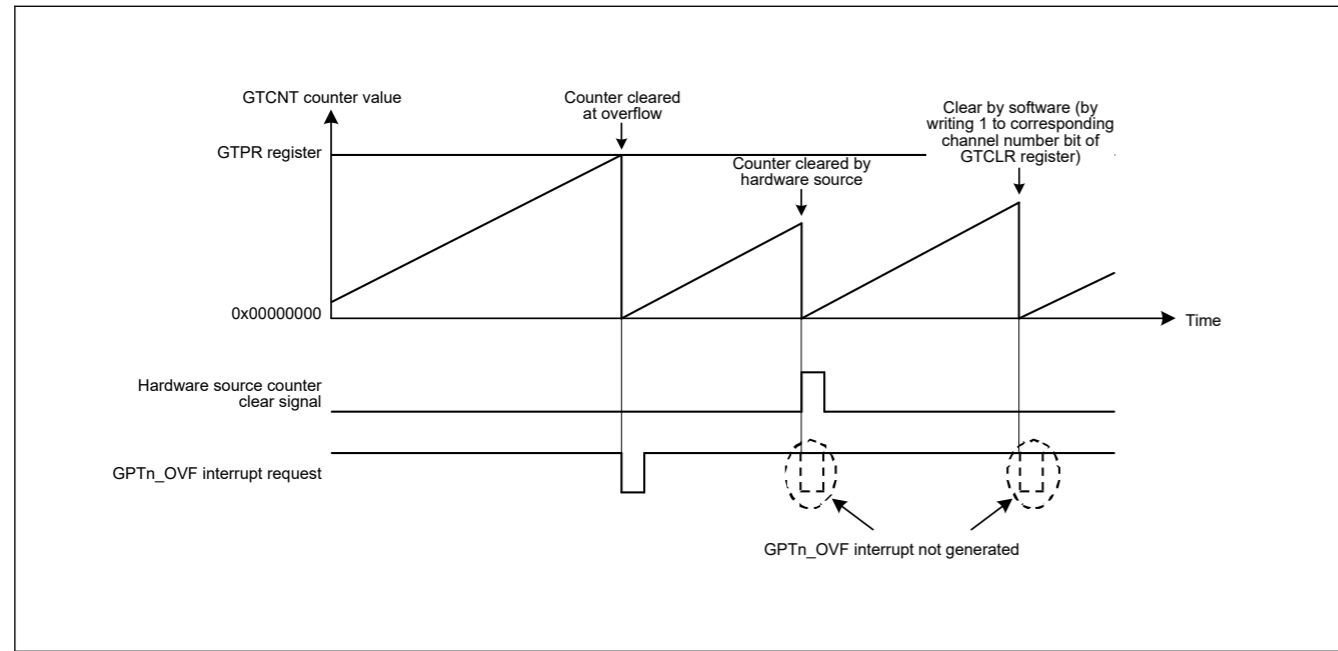 GTCNT counter value
Counter cleared
at overflow
Clear by software (by
writing 1 to corresponding
channel number bit of
GTCLR register)
GTPR register
Counter cleared by
hardware source
0x00000000
Time
Hardware source counter
clear signal
GPTn_OVF interrupt request
GPTn_OVF interrupt not generated